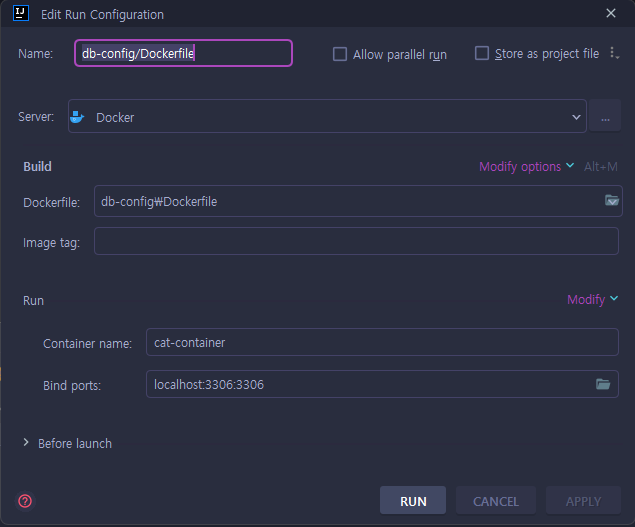 IJ Edit Run Configuration
Name: db-config/Dockerfile Allow parallel run Store as project file
Server: Docker ...
Build Modify options Alt+M
Dockerfile: db-config₩Dockerfile
Image tag:
Run Modify
Container name: cat-container
Bind ports: localhost:3306:3306
Before launch
? RUN CANCEL APPLY